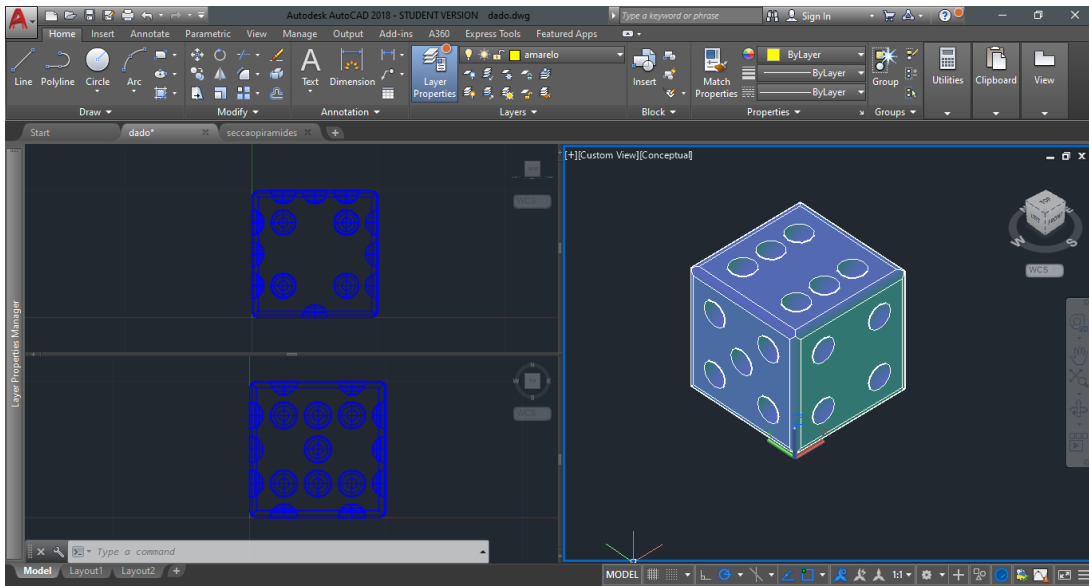 Autodesk AutoCAD 2018 - STUDENT VERSION dado.dwg
Type a keyword or phrase
Sign In
Home Insert Annotate Parametric View Manage Output Add-ins A360 Express Tools Featured Apps
amarelo
ByLayer
ByLayer
ByLayer
Line Polyline Circle Arc
Text Dimension
Layer Properties
Insert
Match Properties
Group
Utilities Clipboard View
Draw Modify Annotation Layers Block Properties Groups
Start dado* seccaopiramides
[+][Custom View][Conceptual]
TOP
LEFT FRONT
W S
WCS
WCS
WCS
Layer Properties Manager
Type a command
Model Layout1 Layout2
MODEL 1:1